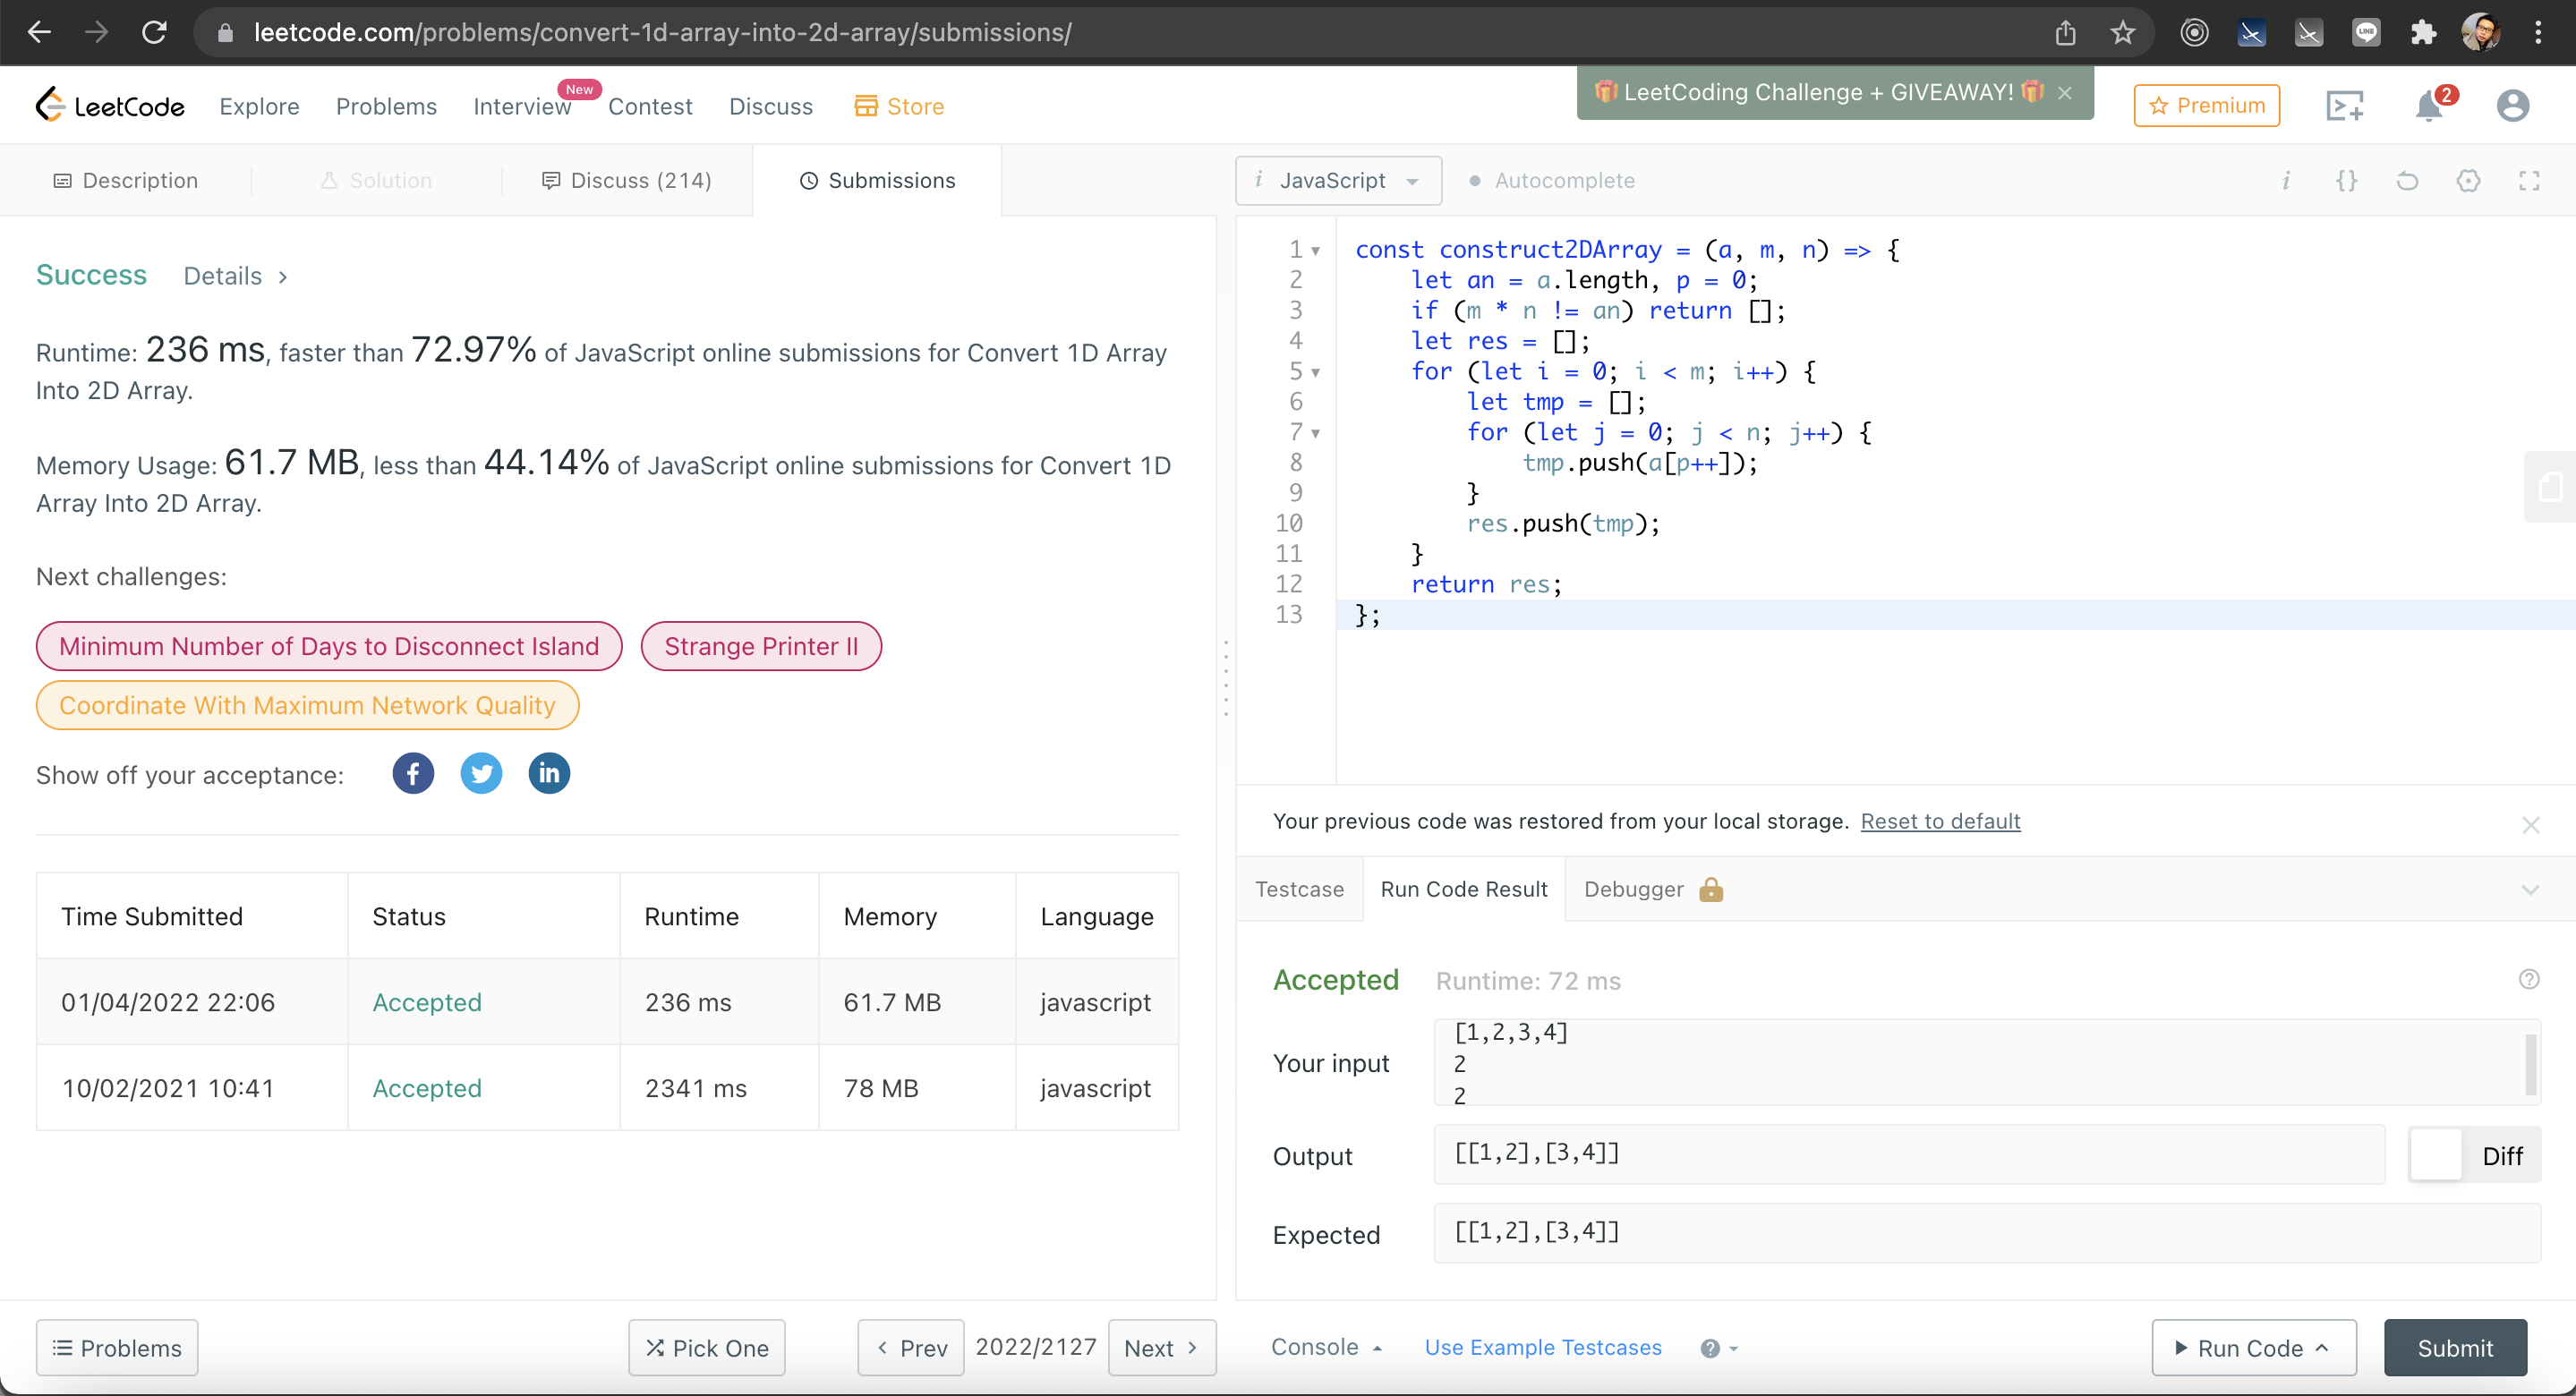 leetcode.com/problems/convert-1d-array-into-2d-array/submissions/
LINE
LeetCode
Explore
Problems
Interview
New
Contest
Discuss
Store
LeetCoding Challenge + GIVEAWAY!
Premium
2
Description
Solution
Discuss (214)
Submissions
Success
Details
Runtime: 236 ms, faster than 72.97% of JavaScript online submissions for Convert 1D Array
Into 2D Array.
Memory Usage: 61.7 MB, less than 44.14% of JavaScript online submissions for Convert 1D
Array Into 2D Array.
Next challenges:
Minimum Number of Days to Disconnect Island
Strange Printer II
Coordinate With Maximum Network Quality
Show off your acceptance:
Time Submitted Status Runtime Memory Language
01/04/2022 22:06 Accepted 236 ms 61.7 MB javascript
10/02/2021 10:41 Accepted 2341 ms 78 MB javascript
Problems
Pick One
Prev
2022/2127
Next
i JavaScript
Autocomplete
i {}
1 const construct2DArray = (a, m, n) => {
2     let an = a.length, p = 0;
3     if (m * n != an) return [];
4     let res = [];
5     for (let i = 0; i < m; i++) {
6         let tmp = [];
7         for (let j = 0; j < n; j++) {
8             tmp.push(a[p++]);
9         }
10         res.push(tmp);
11     }
12     return res;
13 };
Your previous code was restored from your local storage. Reset to default
Testcase
Run Code Result
Debugger
Accepted
Runtime: 72 ms
Your input
[1,2,3,4]
2
2
Output
[[1,2],[3,4]]
Diff
Expected
[[1,2],[3,4]]
Console
Use Example Testcases
Run Code
Submit